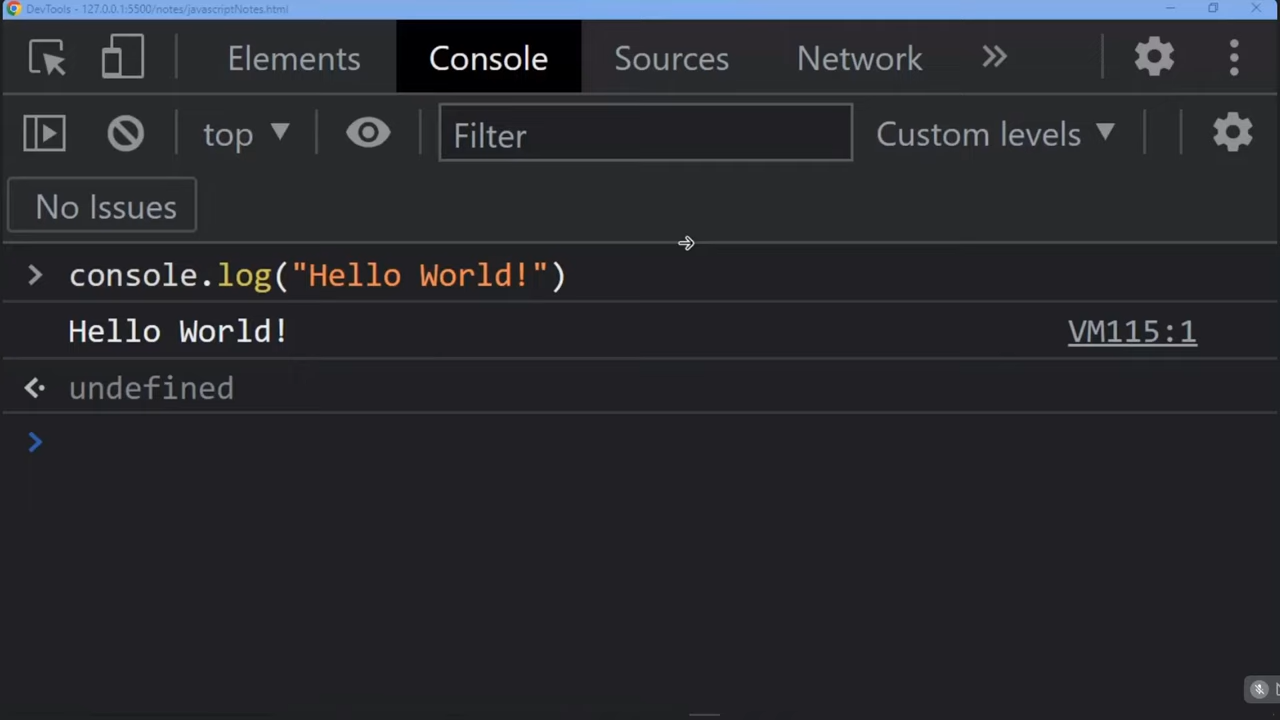 DevTools - 127.0.0.1:5500/notes/javascriptNotes.html
Elements Console Sources Network
top Filter Custom levels
No Issues
console.log("Hello World!")
Hello World! VM115:1
undefined